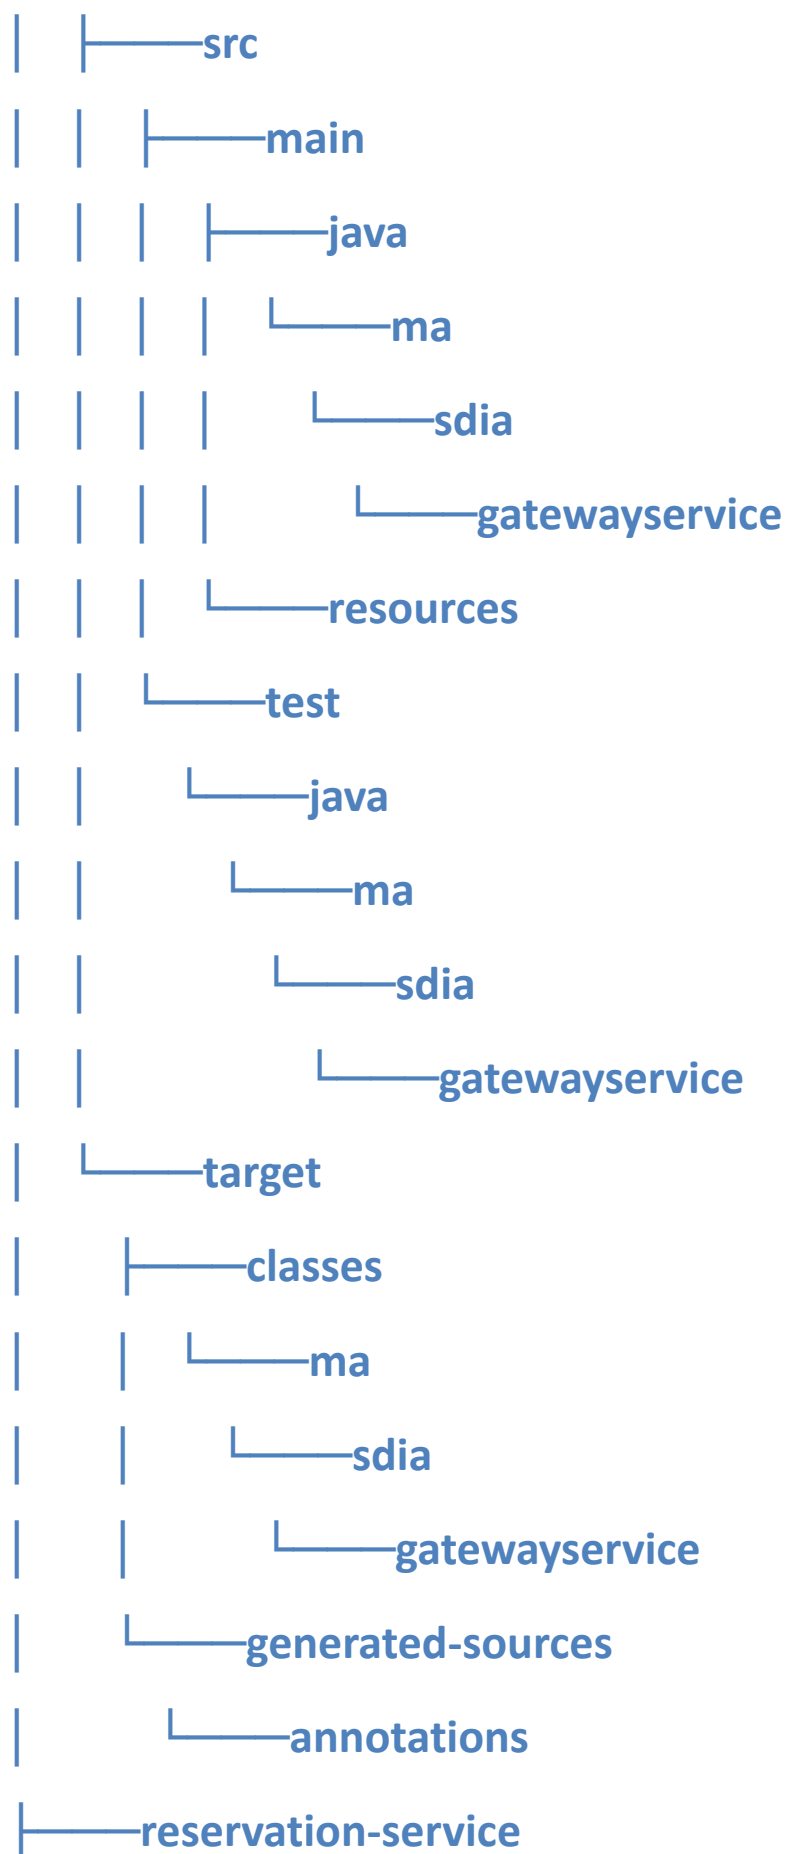 │ ├───src
│ │ ├───main
│ │ │ ├───java
│ │ │ │ └───ma
│ │ │ │ └───sdia
│ │ │ │ └───gatewayservice
│ │ │ └───resources
│ │ └───test
│ │ └───java
│ │ └───ma
│ │ └───sdia
│ │ └───gatewayservice
│ └───target
│ ├───classes
│ │ └───ma
│ │ └───sdia
│ │ └───gatewayservice
│ └───generated-sources
│ └───annotations
├───reservation-service